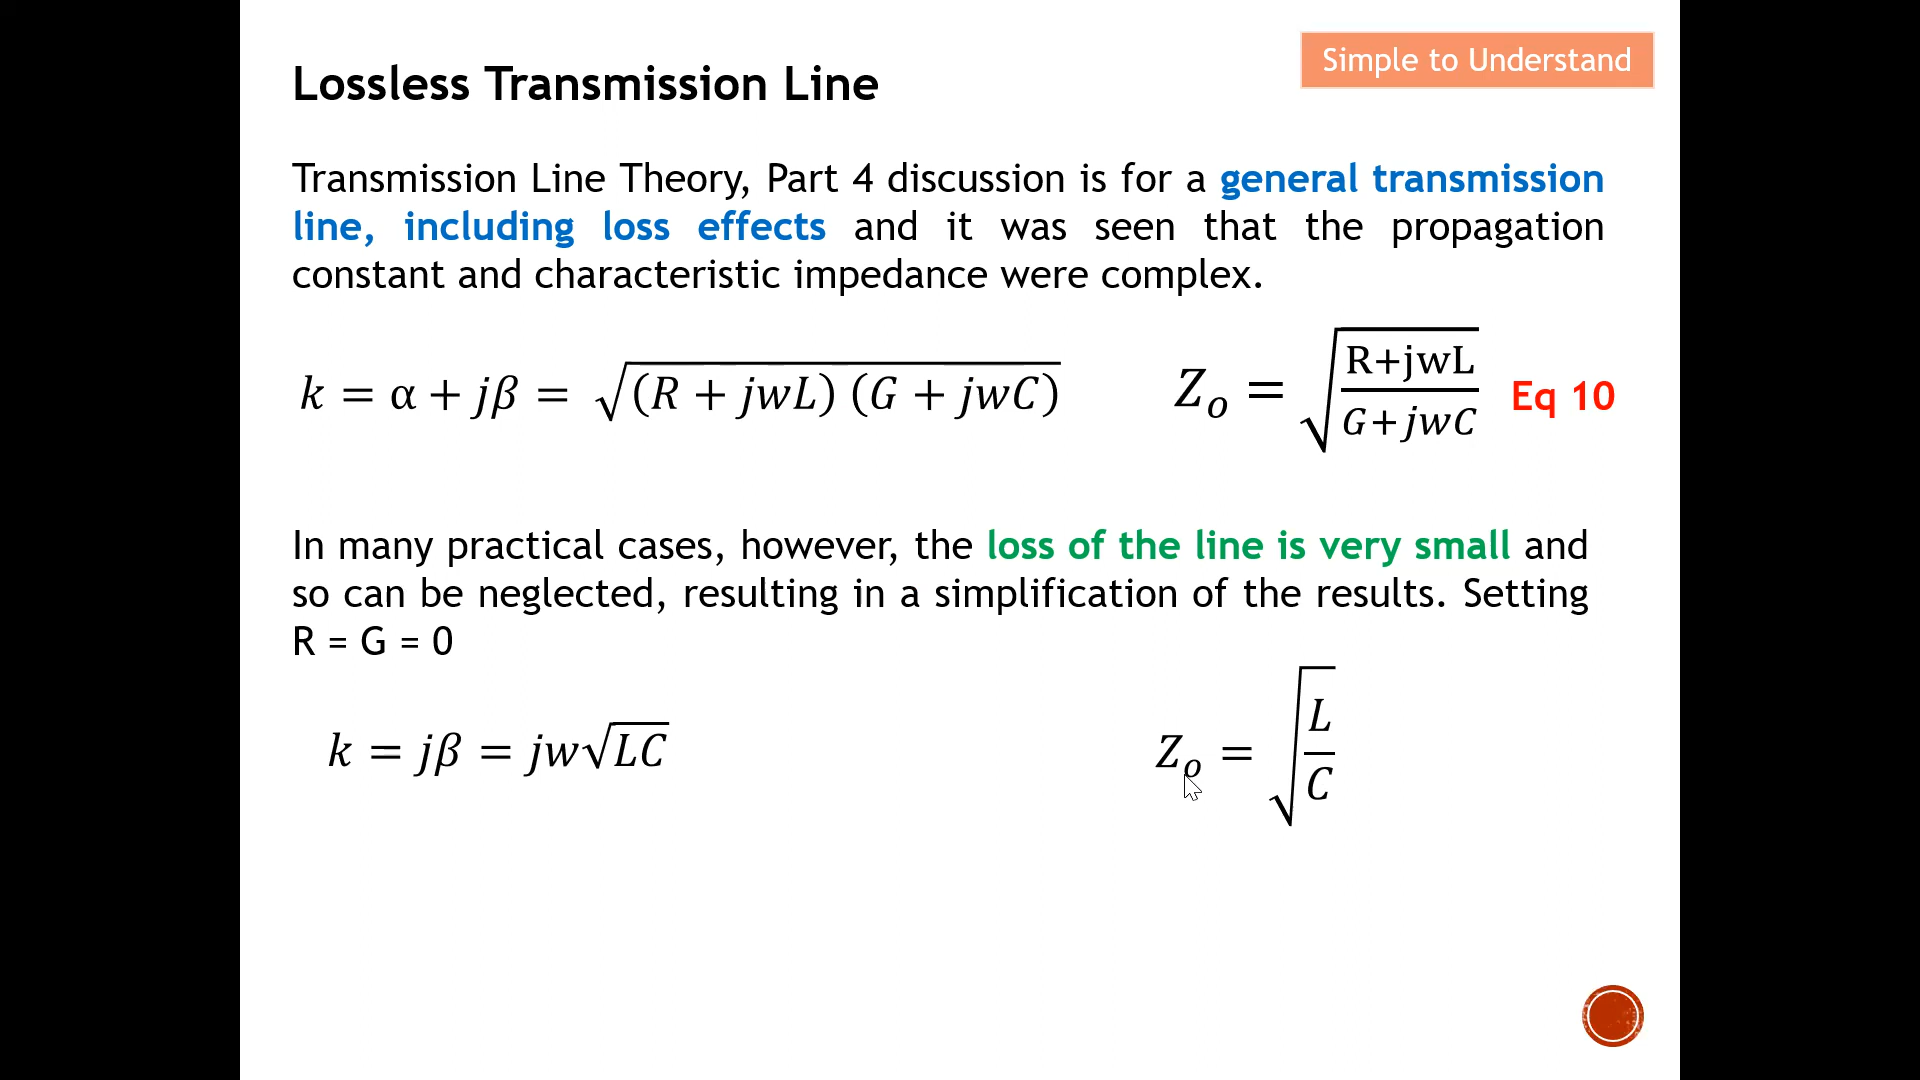 Simple to Understand
Lossless Transmission Line
Transmission Line Theory, Part 4 discussion is for a general transmission
line, including loss effects and it was seen that the propagation
constant and characteristic impedance were complex.
k = α + jβ = √(R + jwL) (G + jwC)
Zo = √(R+jwL / G+jwC) Eq 10
In many practical cases, however, the loss of the line is very small and
so can be neglected, resulting in a simplification of the results. Setting
R = G = 0
k = jβ = jw√LC
Zo = √(L / C)